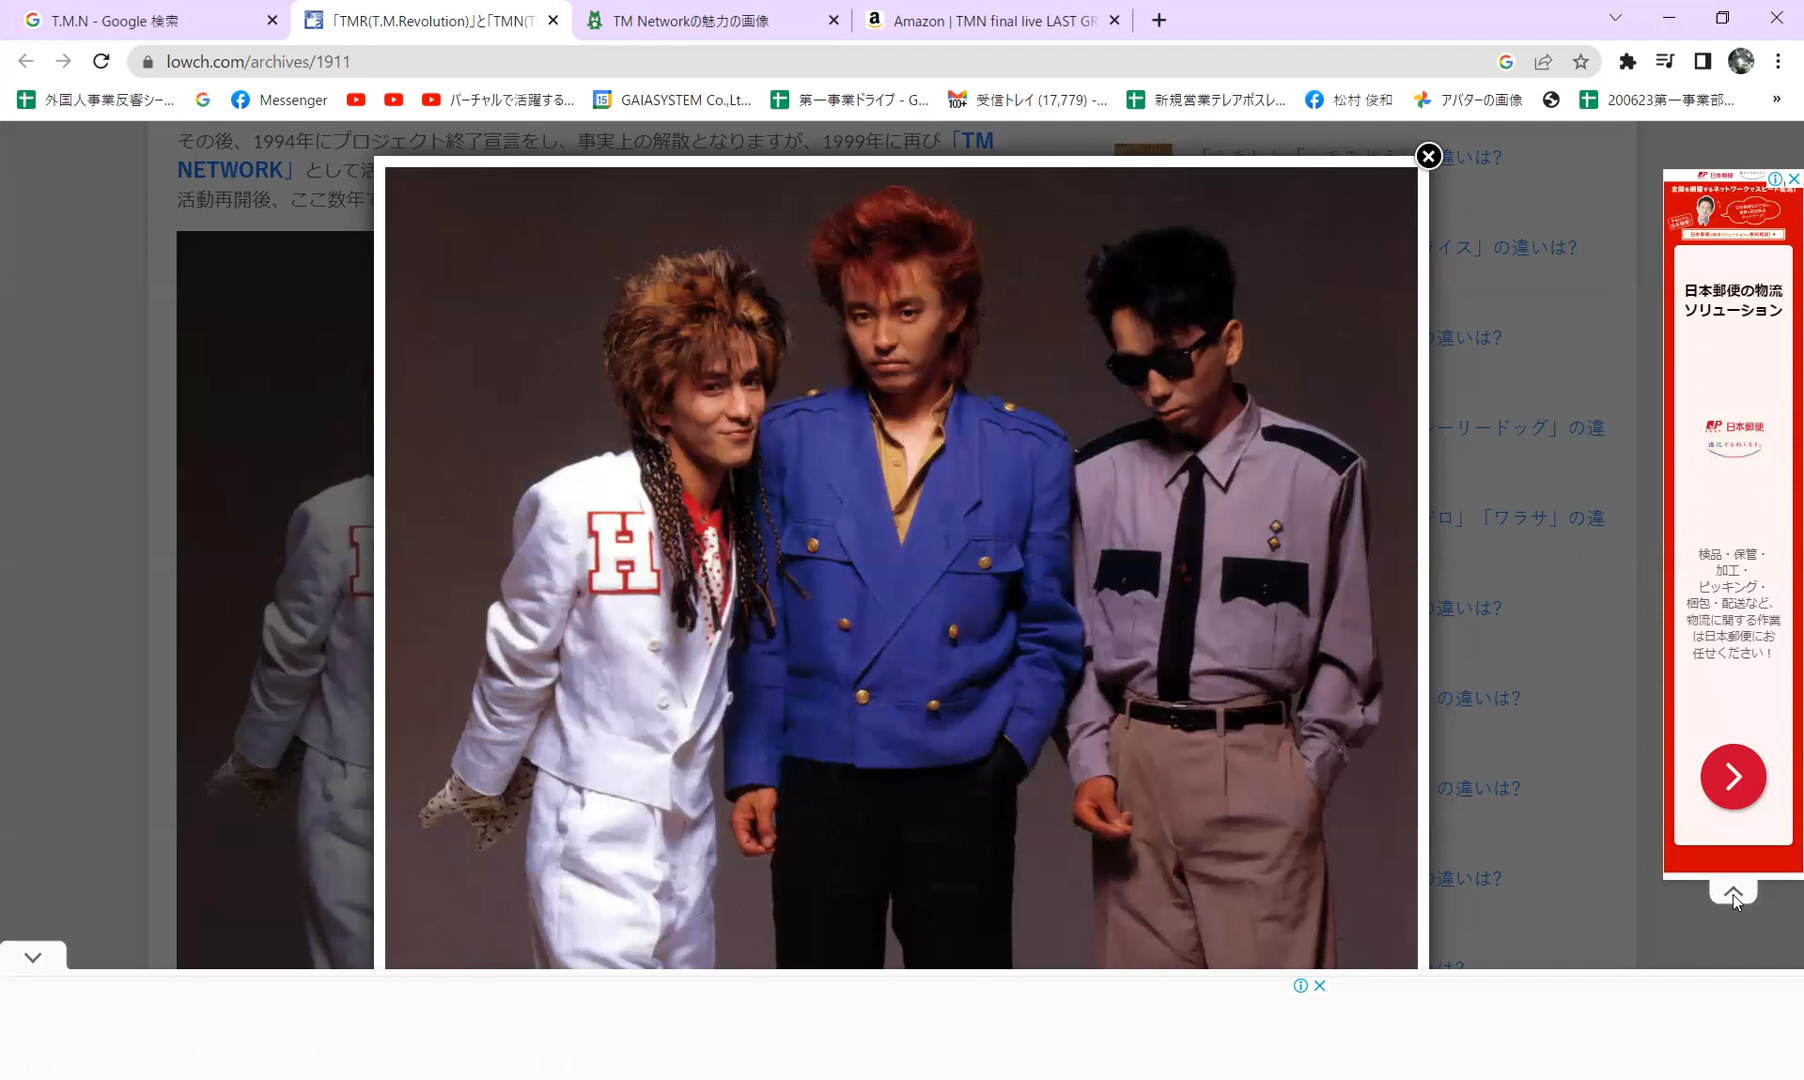 T.M.N - Google 検索
「TMR(T.M.Revolution)」と「TMN(T
TM Networkの魅力の画像
Amazon | TMN final live LAST GR
lowch.com/archives/1911
外国人事業反響シー...
Messenger
バーチャルで活躍する...
GAIASYSTEM Co.,Lt...
第一事業ドライブ - G...
受信トレイ (17,779) -...
新規営業テレアポスレ...
松村 俊和
アバターの画像
200623第一事業部...
その後、1994年にプロジェクト終了宣言をし、事実上の解散となりますが、1999年に再び「TM
NETWORK」として活
活動再開後、ここ数年で
違いは?
イス」の違いは?
の違いは?
ーリードッグ」の違
ジロ」「ワラサ」の違
の違いは?
の違いは?
の違いは?
の違いは?
は?
H
日本郵便
日本郵便の物流
ソリューション
日本郵便
検品・保管・
加工・
ピッキング・
梱包・配送など、
物流に関する作業
は日本郵便にお
任せください！